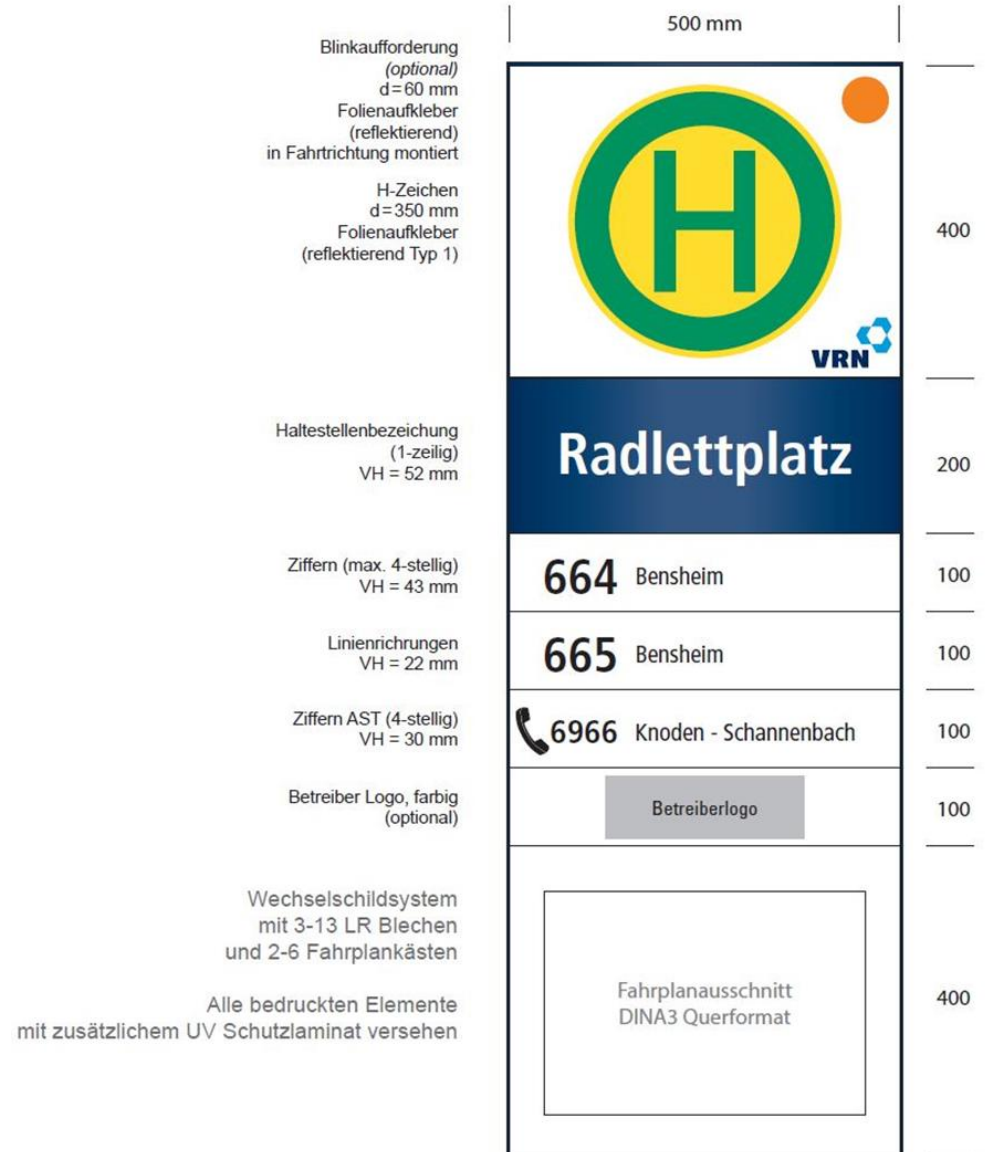 500 mm
Blinkaufforderung
(optional)
d=60 mm
Folienaufkleber
(reflektierend)
in Fahrtrichtung montiert
H-Zeichen
d=350 mm
Folienaufkleber
(reflektierend Typ 1)
H
400
VRN
Haltestellenbezeichung
(1-zeilig)
VH = 52 mm
Radlettplatz
200
Ziffern (max. 4-stellig)
VH = 43 mm
664 Bensheim
100
Linienrichrungen
VH = 22 mm
665 Bensheim
100
Ziffern AST (4-stellig)
VH = 30 mm
6966 Knoden - Schannenbach
100
Betreiber Logo, farbig
(optional)
Betreiberlogo
100
Wechselschildsystem
mit 3-13 LR Blechen
und 2-6 Fahrplankästen
Alle bedruckten Elemente
mit zusätzlichem UV Schutzlaminat versehen
Fahrplanausschnitt
DINA3 Querformat
400